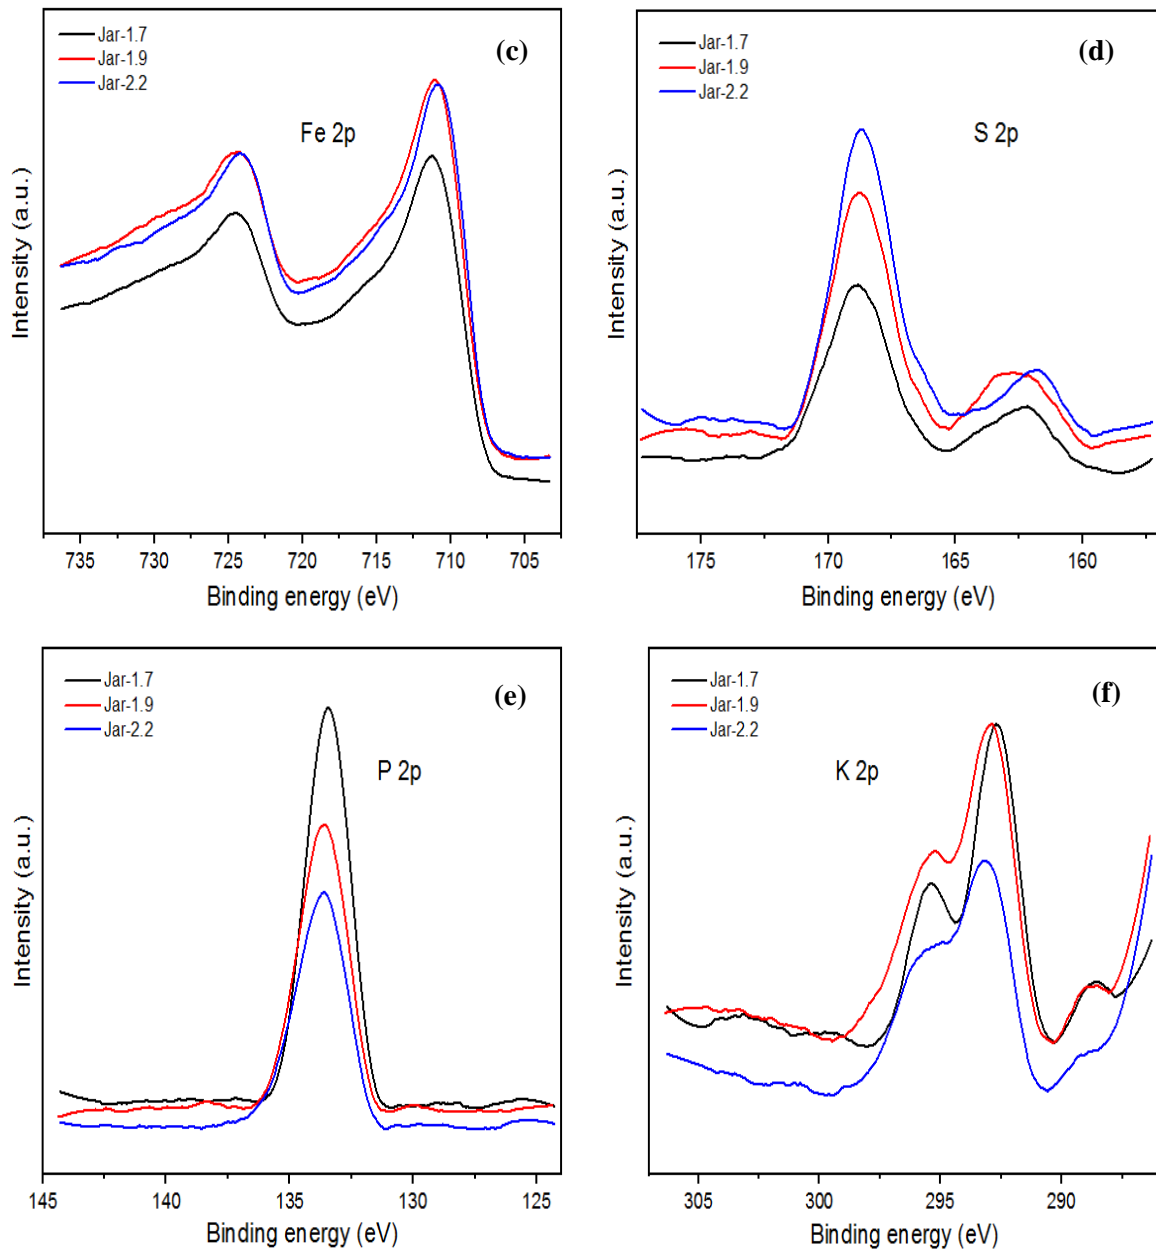 Jar-1.7
Jar-1.9
Jar-2.2
(c)
Fe 2p
Intensity (a.u.)
735 730 725 720 715 710 705
Binding energy (eV)
Jar-1.7
Jar-1.9
Jar-2.2
(d)
S 2p
Intensity (a.u.)
175 170 165 160
Binding energy (eV)
Jar-1.7
Jar-1.9
Jar-2.2
(e)
P 2p
Intensity (a.u.)
145 140 135 130 125
Binding energy (eV)
Jar-1.7
Jar-1.9
Jar-2.2
(f)
K 2p
Intensity (a.u.)
305 300 295 290
Binding energy (eV)